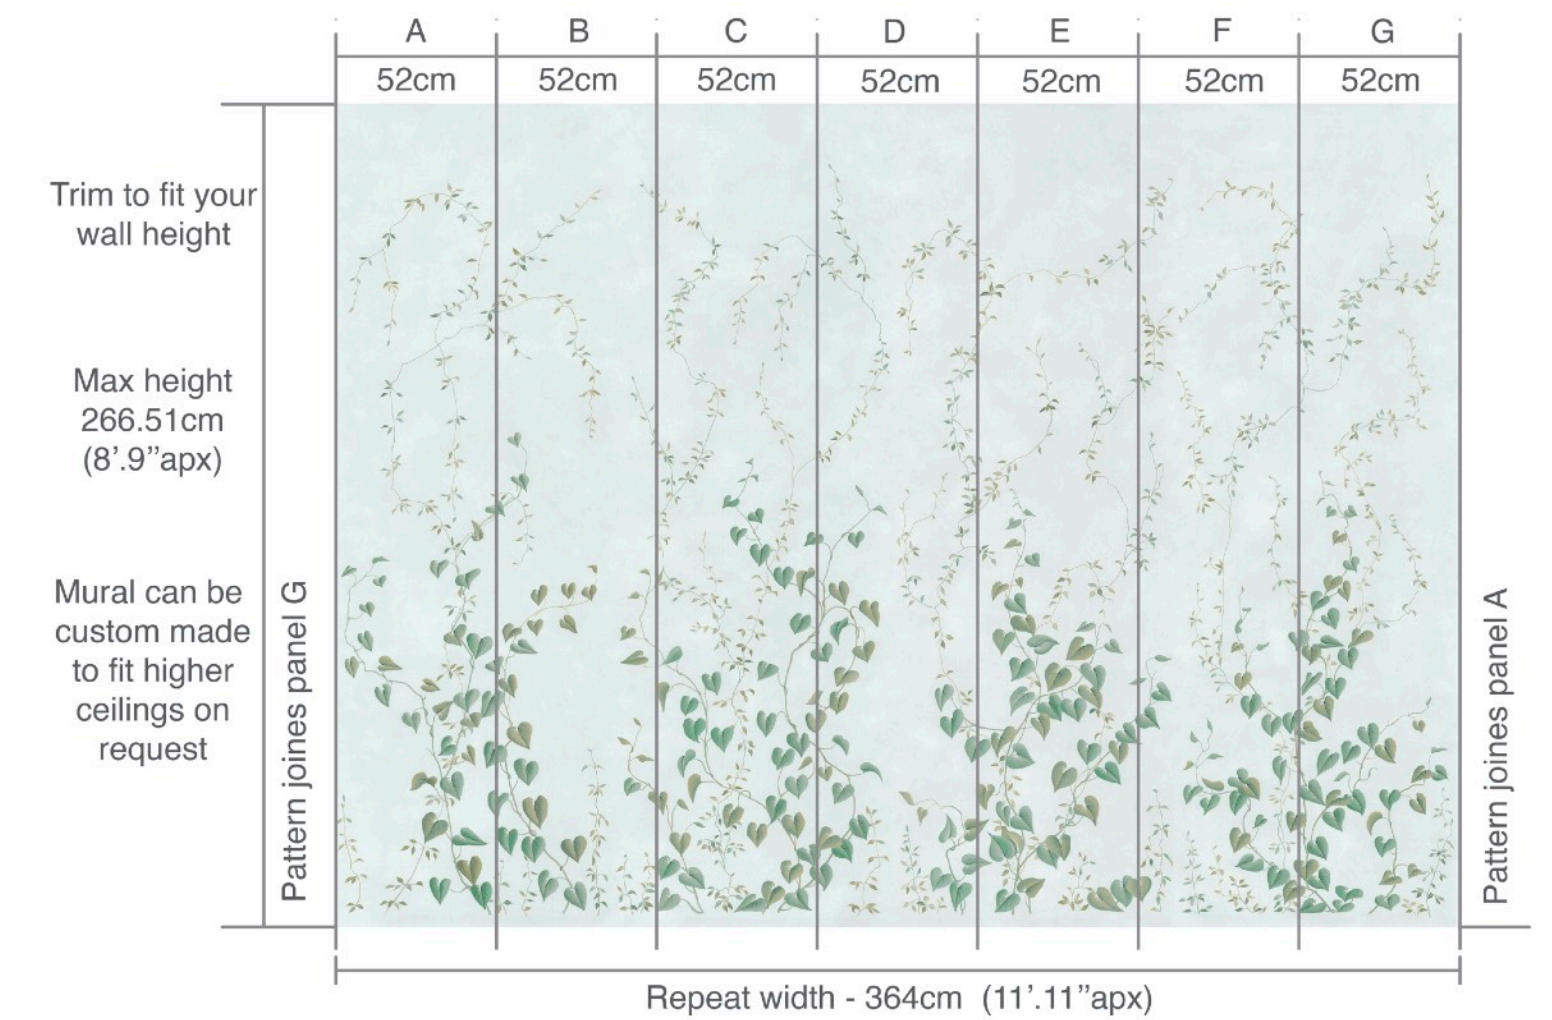 A B C D E F G
52cm 52cm 52cm 52cm 52cm 52cm 52cm
Trim to fit your
wall height
Max height
266.51cm
(8’.9’’apx)
Mural can be
custom made
to fit higher
ceilings on
request
Pattern joines panel G
Pattern joines panel A
Repeat width - 364cm (11’.11’’apx)